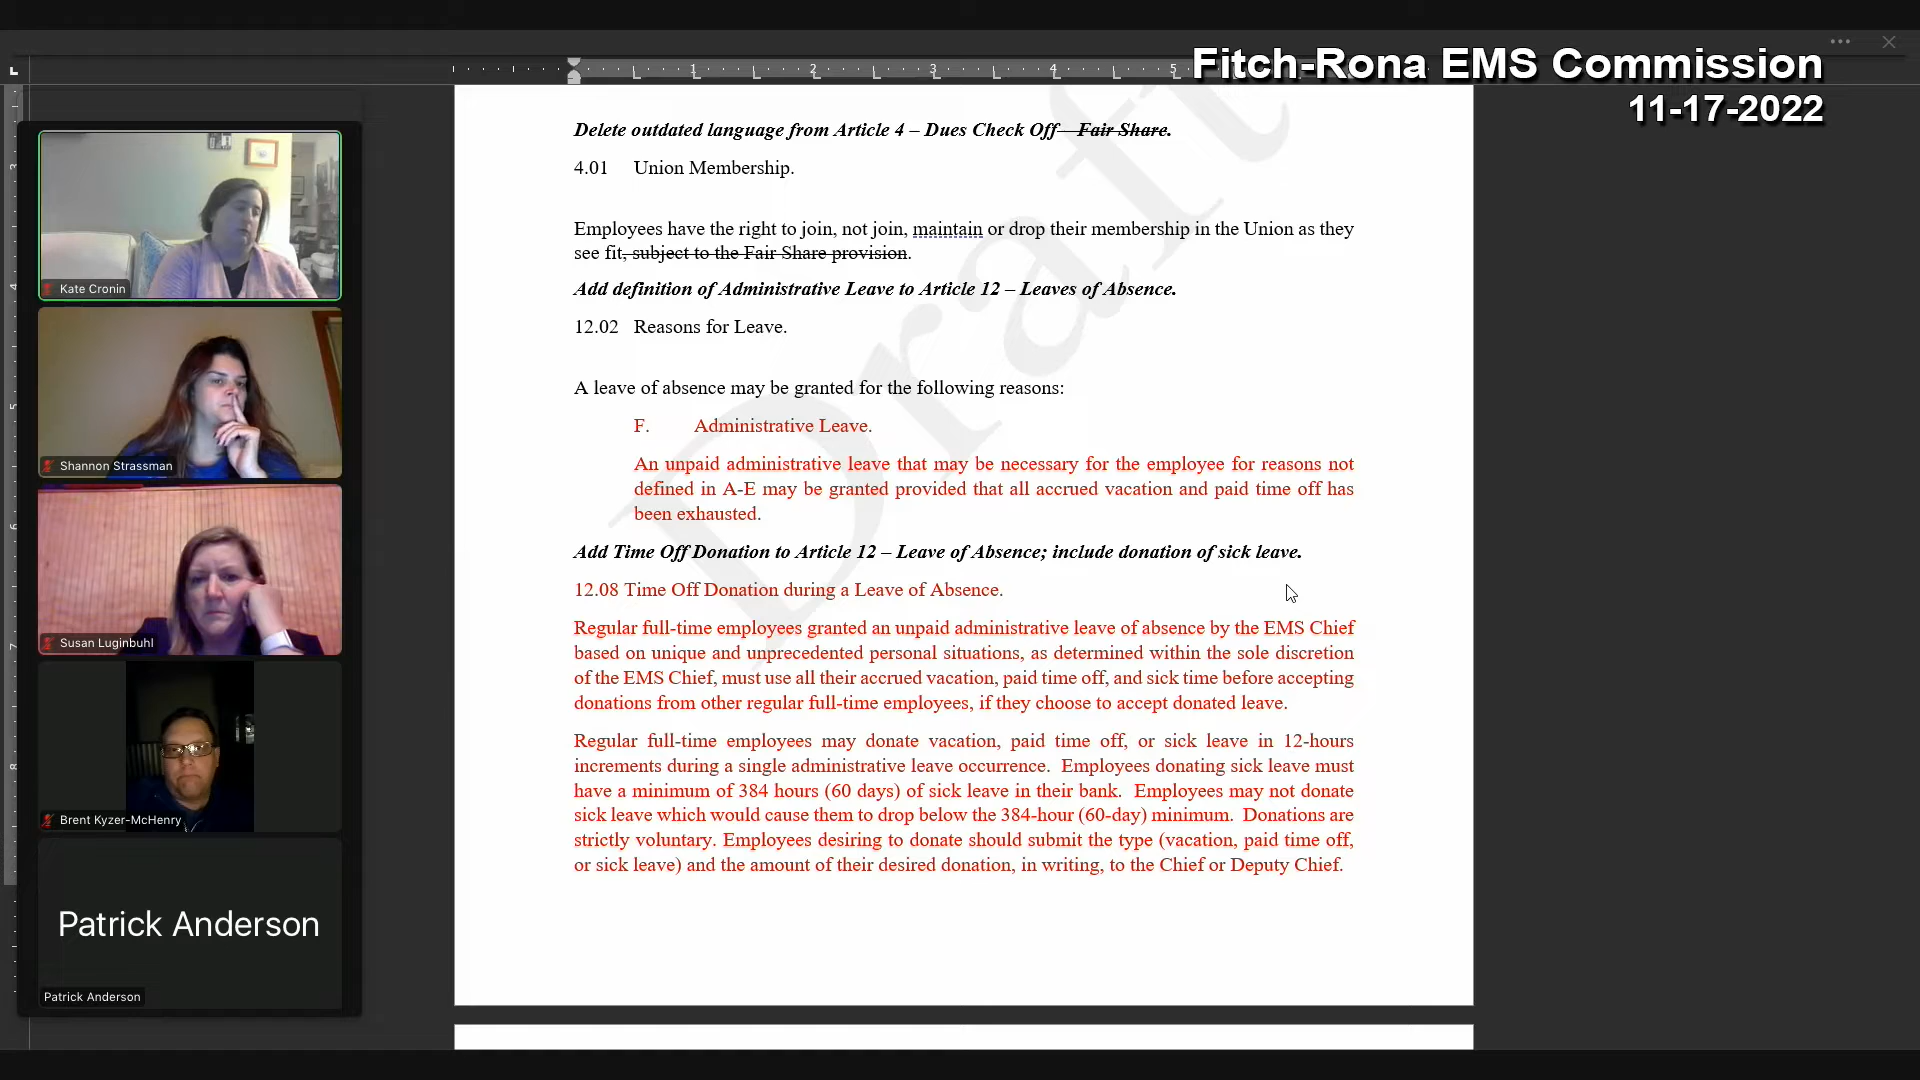 Fitch-Rona EMS Commission
11-17-2022
1 2 3 4 5
3
4
5
6
7
8
Kate Cronin
Shannon Strassman
Susan Luginbuhl
Brent Kyzer-McHenry
Patrick Anderson
Patrick Anderson
Draft
Delete outdated language from Article 4 – Dues Check Off – Fair Share.
4.01 Union Membership.
Employees have the right to join, not join, maintain or drop their membership in the Union as they
see fit, subject to the Fair Share provision.
Add definition of Administrative Leave to Article 12 – Leaves of Absence.
12.02 Reasons for Leave.
A leave of absence may be granted for the following reasons:
F. Administrative Leave.
An unpaid administrative leave that may be necessary for the employee for reasons not
defined in A-E may be granted provided that all accrued vacation and paid time off has
been exhausted.
Add Time Off Donation to Article 12 – Leave of Absence; include donation of sick leave.
12.08 Time Off Donation during a Leave of Absence.
Regular full-time employees granted an unpaid administrative leave of absence by the EMS Chief
based on unique and unprecedented personal situations, as determined within the sole discretion
of the EMS Chief, must use all their accrued vacation, paid time off, and sick time before accepting
donations from other regular full-time employees, if they choose to accept donated leave.
Regular full-time employees may donate vacation, paid time off, or sick leave in 12-hours
increments during a single administrative leave occurrence. Employees donating sick leave must
have a minimum of 384 hours (60 days) of sick leave in their bank. Employees may not donate
sick leave which would cause them to drop below the 384-hour (60-day) minimum. Donations are
strictly voluntary. Employees desiring to donate should submit the type (vacation, paid time off,
or sick leave) and the amount of their desired donation, in writing, to the Chief or Deputy Chief.